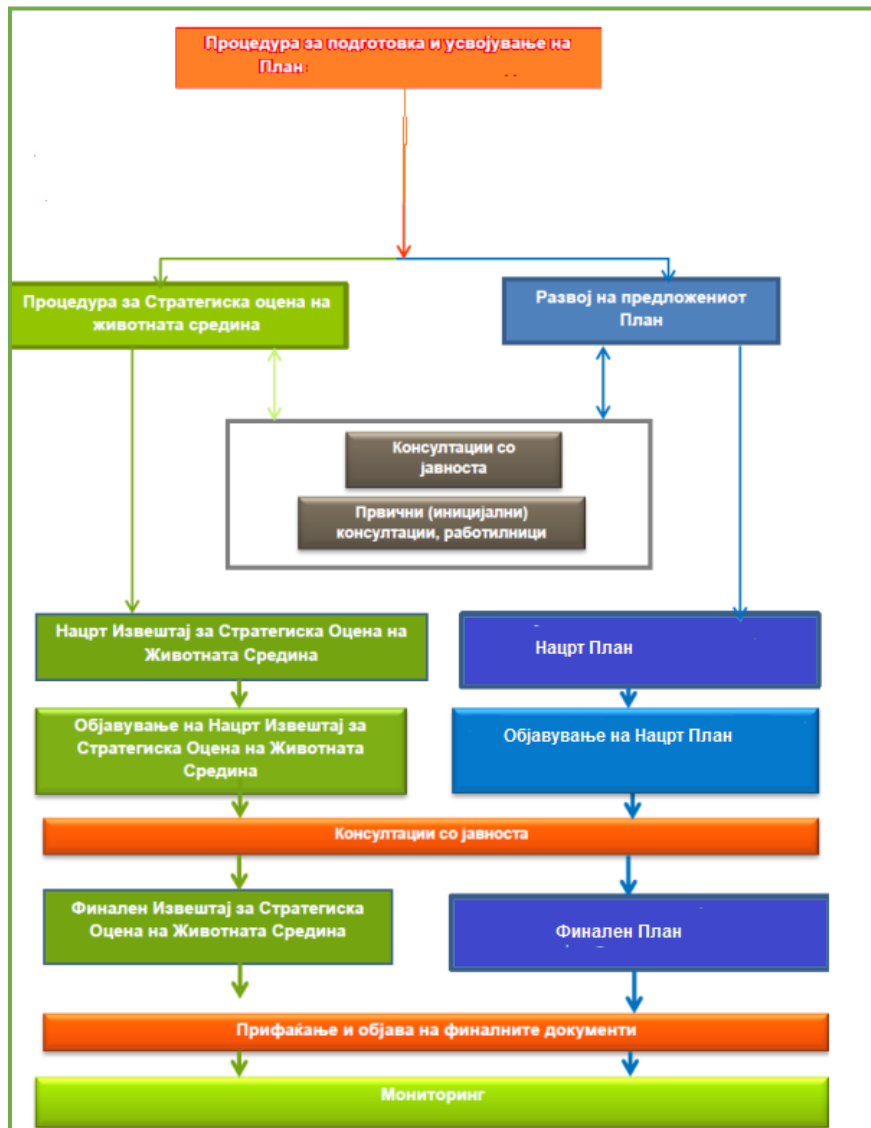 Процедура за подготовка и усвојување на
План
Процедура за Стратегиска оцена на
животната средина
Развој на предложениот
План
Консултации со
јавноста
Првични (иницијални)
консултации, работилници
Нацрт Извештај за Стратегиска Оцена на
Животната Средина
Нацрт План
Објавување на Нацрт Извештај за
Стратегиска Оцена на Животната
Средина
Објавување на Нацрт План
Консултации со јавноста
Финален Извештај за Стратегиска
Оцена на Животната Средина
Финален План
Прифаќање и објава на финалните документи
Мониторинг